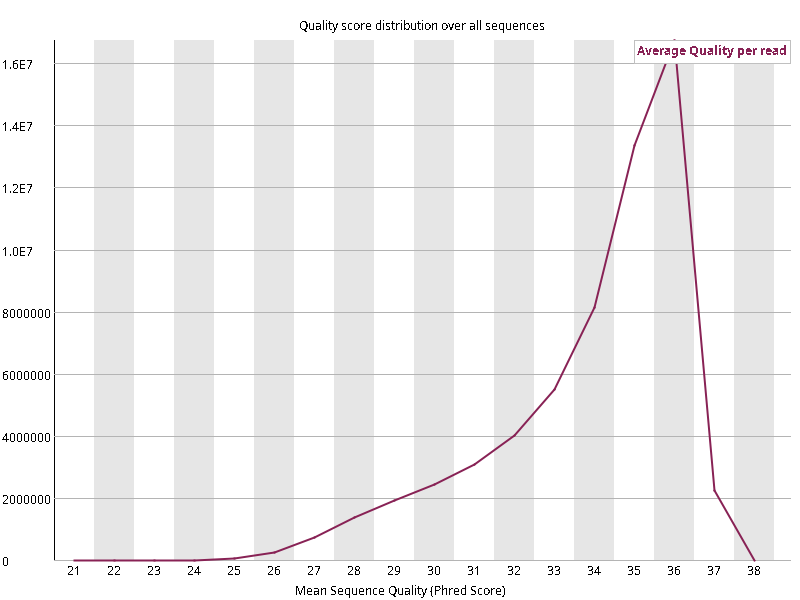 Quality score distribution over all sequences
Average Quality per read
1.6E7
1.4E7
1.2E7
1.0E7
8000000
6000000
4000000
2000000
0
21 22 23 24 25 26 27 28 29 30 31 32 33 34 35 36 37 38
Mean Sequence Quality (Phred Score)